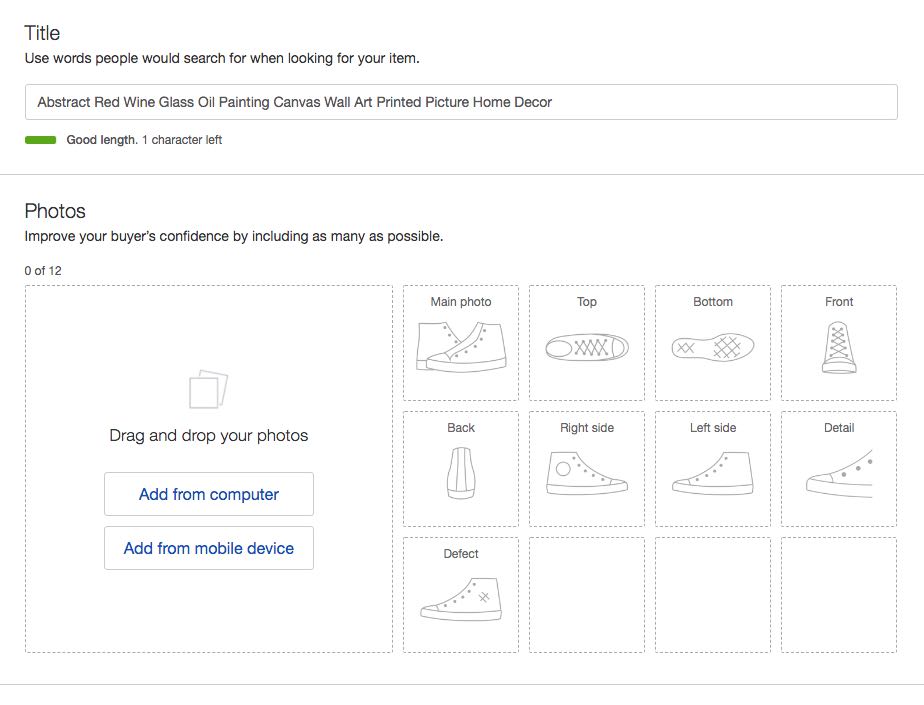 Title
Use words people would search for when looking for your item.
Abstract Red Wine Glass Oil Painting Canvas Wall Art Printed Picture Home Decor
Good length. 1 character left
Photos
Improve your buyer's confidence by including as many as possible.
0 of 12
Drag and drop your photos
Add from computer
Add from mobile device
Main photo
Top
Bottom
Front
Back
Right side
Left side
Detail
Defect